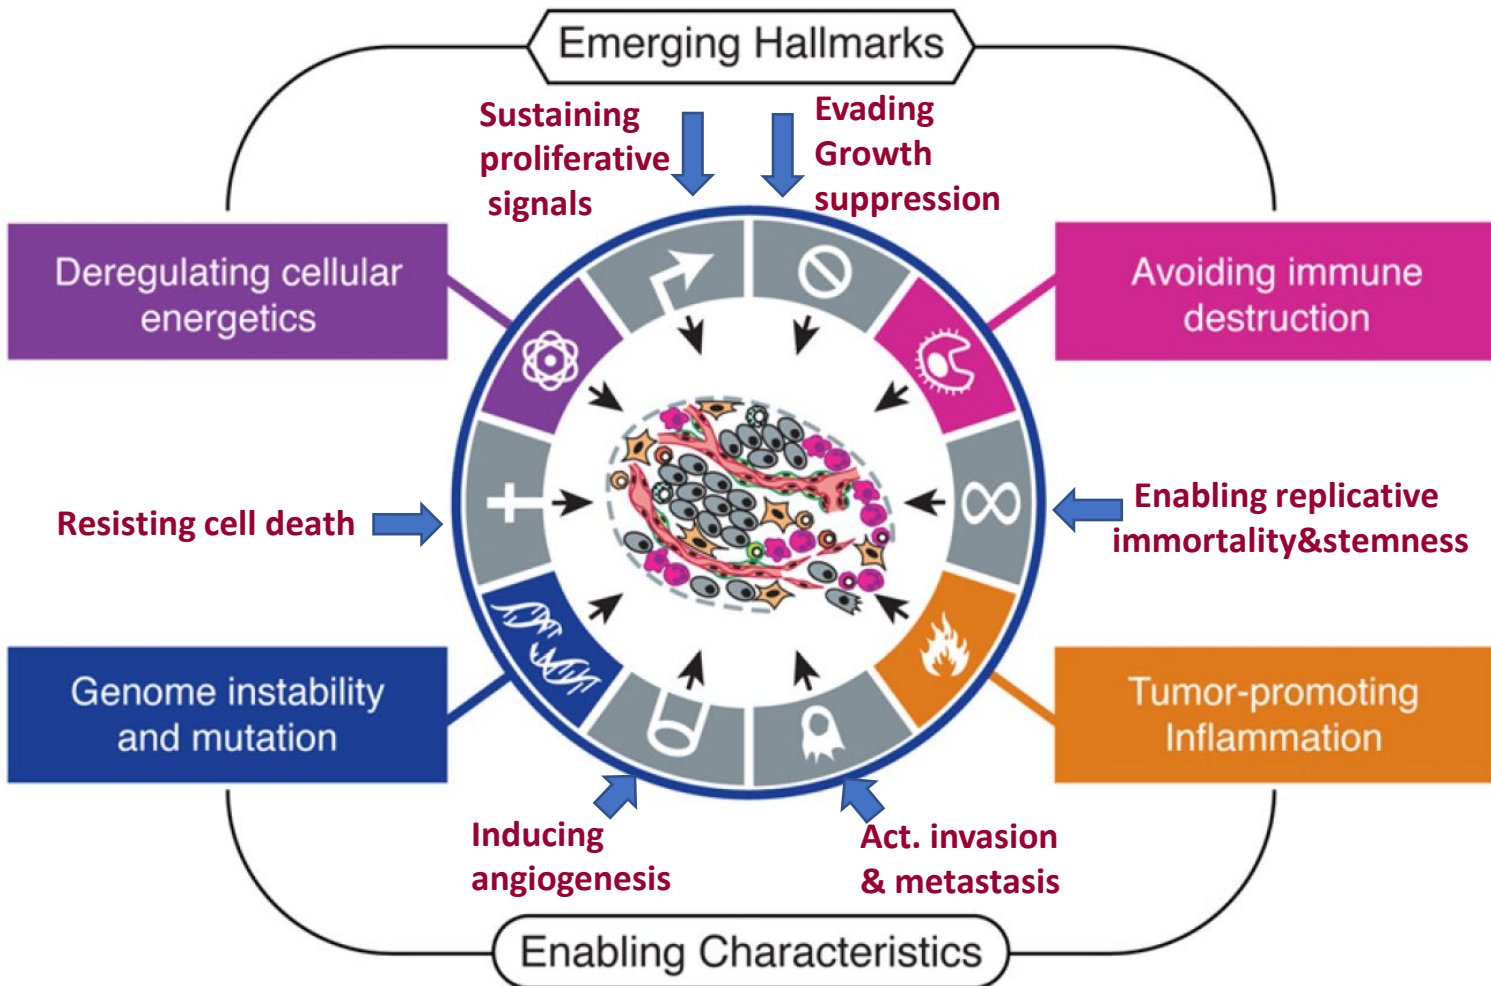 Emerging Hallmarks
Sustaining
proliferative
signals
Evading
Growth
suppression
Deregulating cellular
energetics
Avoiding immune
destruction
Resisting cell death
Enabling replicative
immortality&stemness
Genome instability
and mutation
Tumor-promoting
Inflammation
Inducing
angiogenesis
Act. invasion
& metastasis
Enabling Characteristics